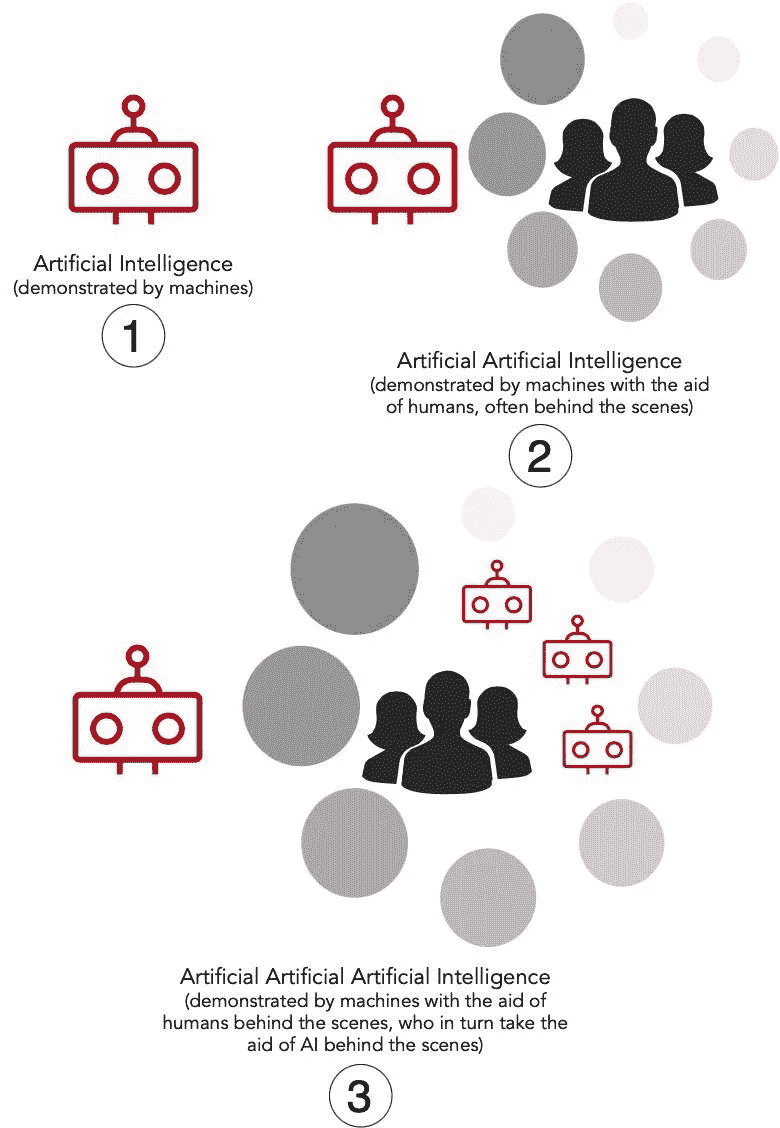 Artificial Intelligence
(demonstrated by machines)
1
Artificial Artificial Intelligence
(demonstrated by machines with the aid
of humans, often behind the scenes)
2
Artificial Artificial Artificial Intelligence
(demonstrated by machines with the aid of
humans behind the scenes, who in turn take the
aid of AI behind the scenes)
3